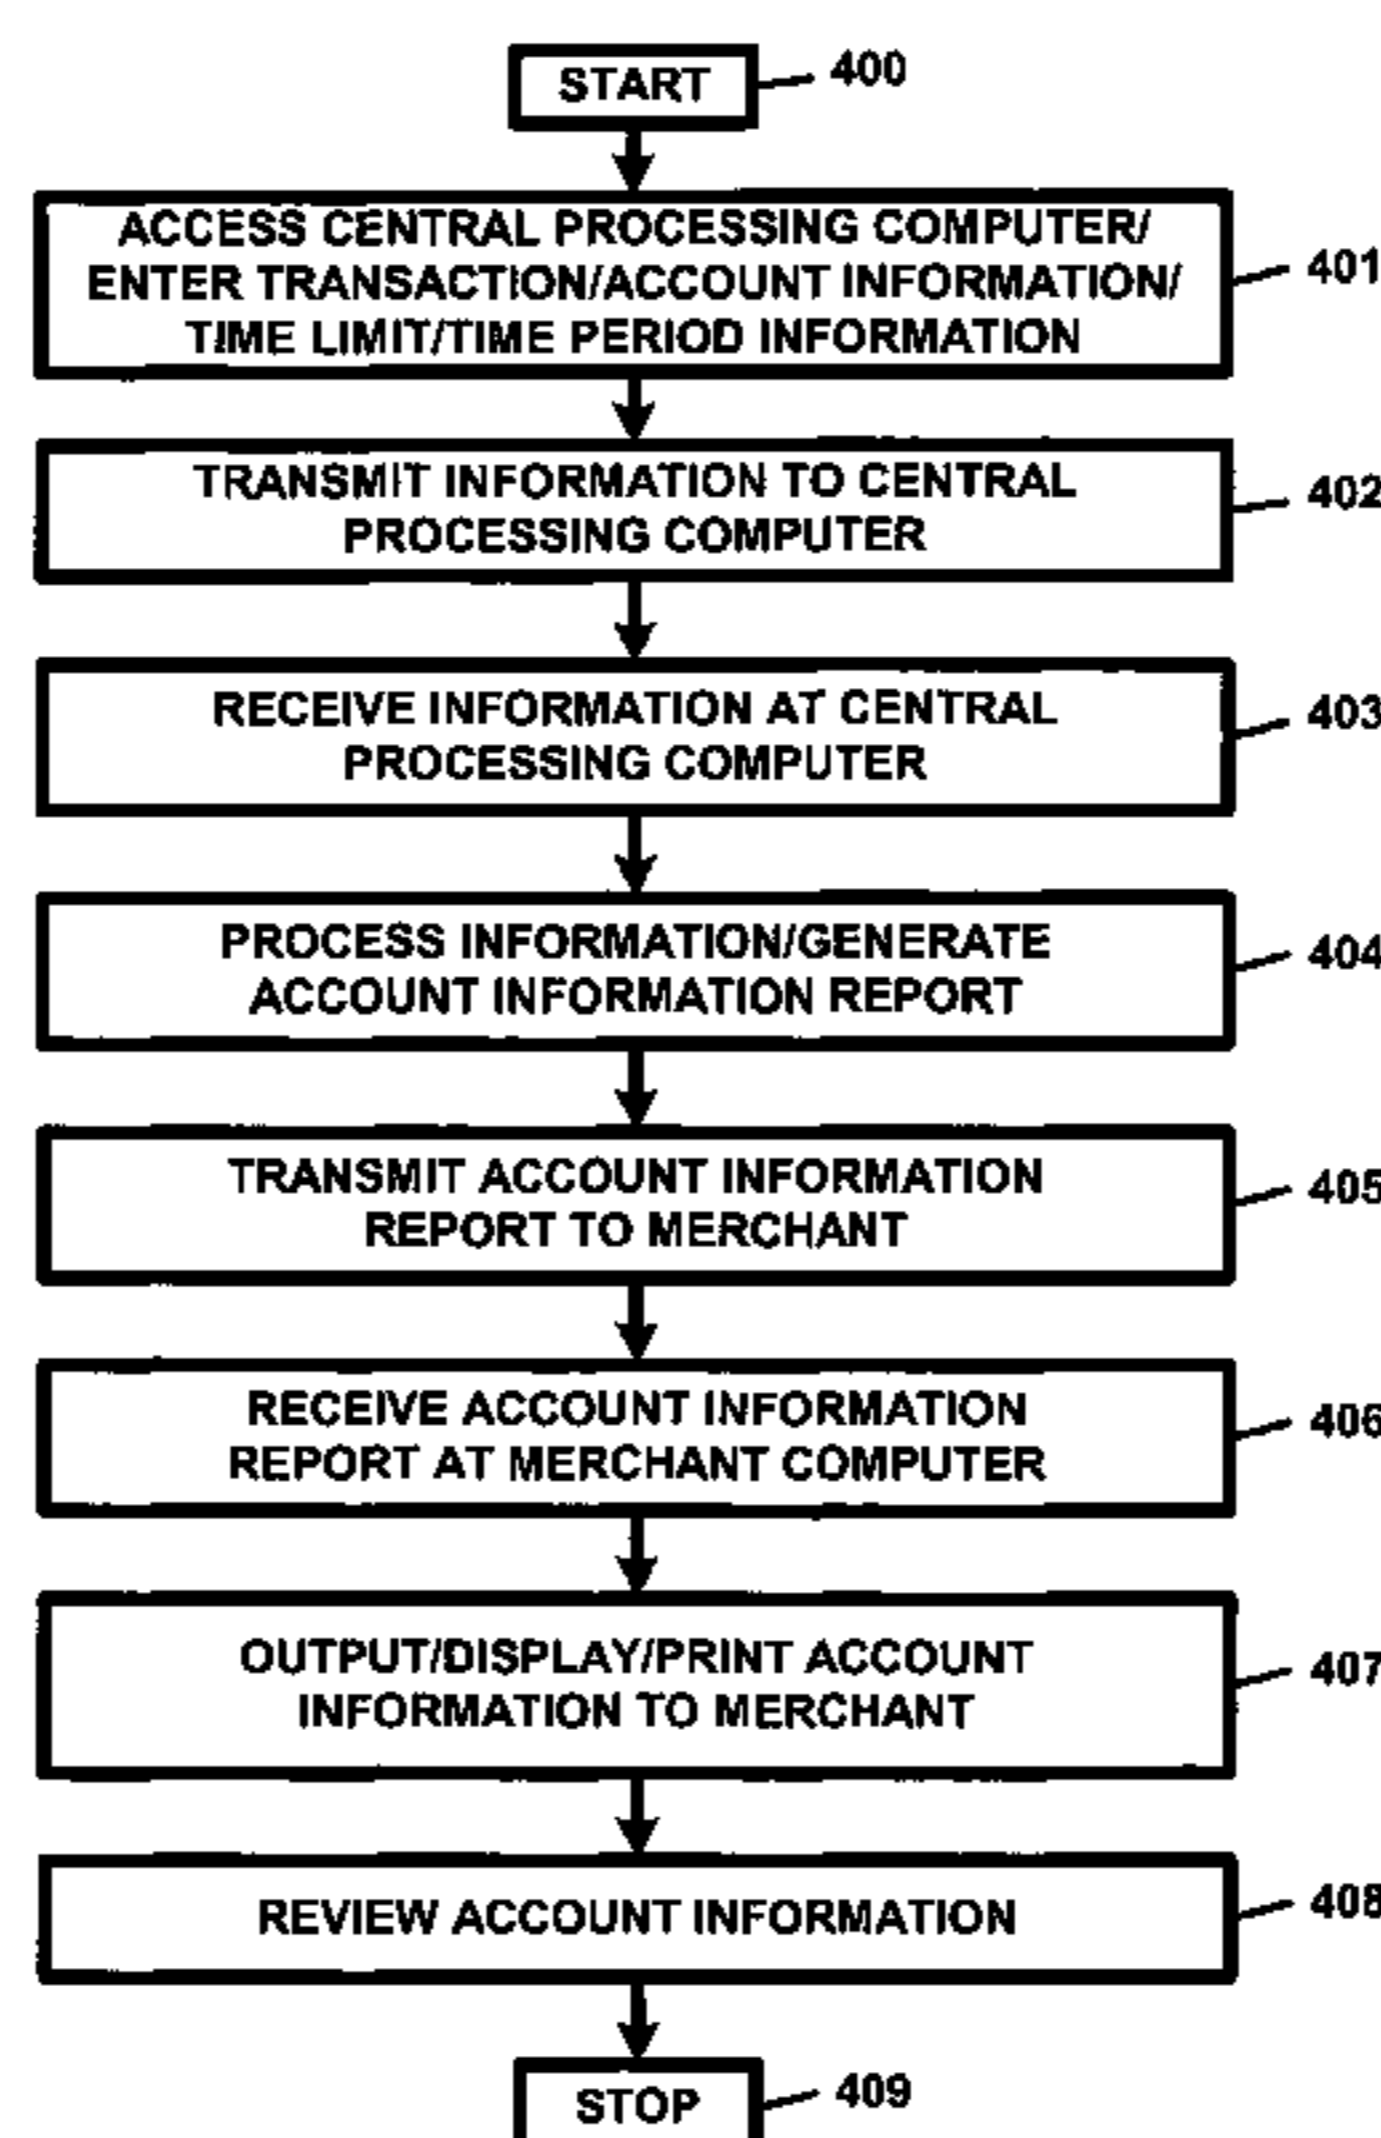 START
400
ACCESS CENTRAL PROCESSING COMPUTER/
ENTER TRANSACTION/ACCOUNT INFORMATION/
TIME LIMIT/TIME PERIOD INFORMATION
401
TRANSMIT INFORMATION TO CENTRAL
PROCESSING COMPUTER
402
RECEIVE INFORMATION AT CENTRAL
PROCESSING COMPUTER
403
PROCESS INFORMATION/GENERATE
ACCOUNT INFORMATION REPORT
404
TRANSMIT ACCOUNT INFORMATION
REPORT TO MERCHANT
405
RECEIVE ACCOUNT INFORMATION
REPORT AT MERCHANT COMPUTER
406
OUTPUT/DISPLAY/PRINT ACCOUNT
INFORMATION TO MERCHANT
407
REVIEW ACCOUNT INFORMATION
408
STOP
409